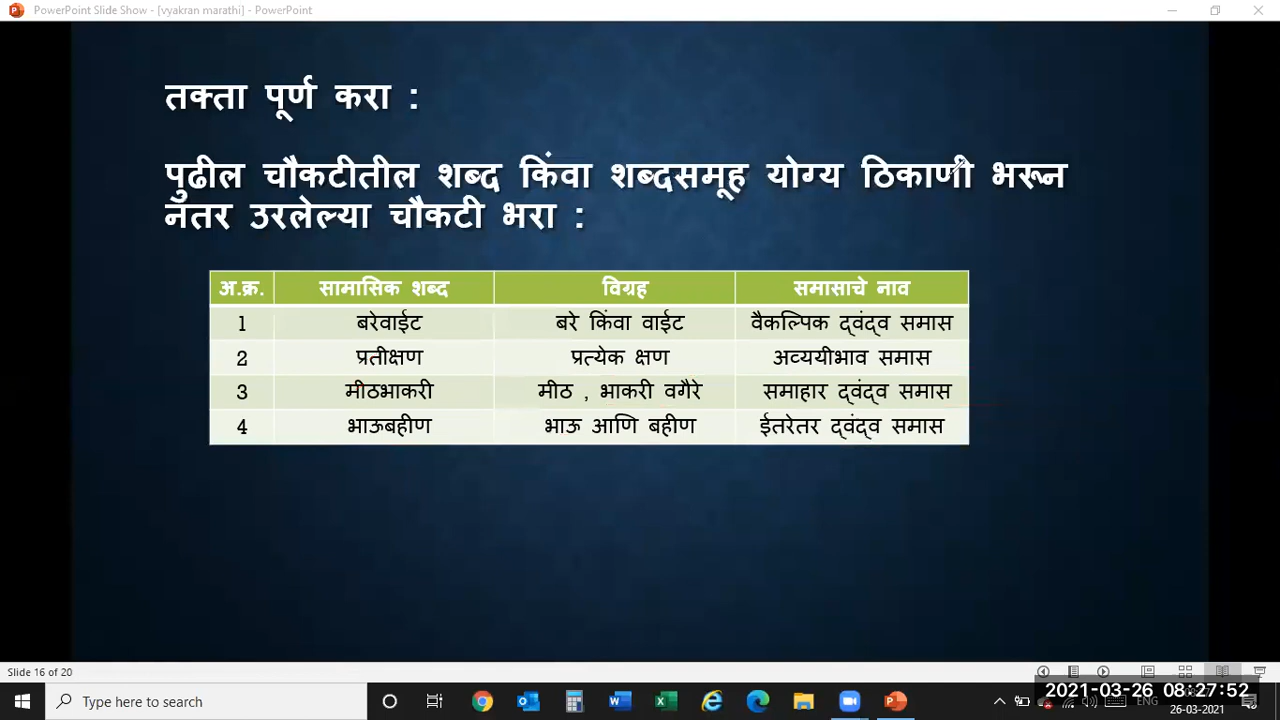 PowerPoint Slide Show - [vyakran marathi] - PowerPoint
तक्ता पूर्ण करा :
पुढील चौकटीतील शब्द किंवा शब्दसमूह योग्य ठिकाणी भरून
नंतर उरलेल्या चौकटी भरा :
अ.क्र. सामासिक शब्द विग्रह समासाचे नाव
1 बरेवाईट बरे किंवा वाईट वैकल्पिक द्वंद्व समास
2 प्रतीक्षण प्रत्येक क्षण अव्ययीभाव समास
3 मीठभाकरी मीठ , भाकरी वगैरे समाहार द्वंद्व समास
4 भाऊबहीण भाऊ आणि बहीण ईतरेतर द्वंद्व समास
Slide 16 of 20
Type here to search
ENG
2021-03-26 08:27:52
26-03-2021